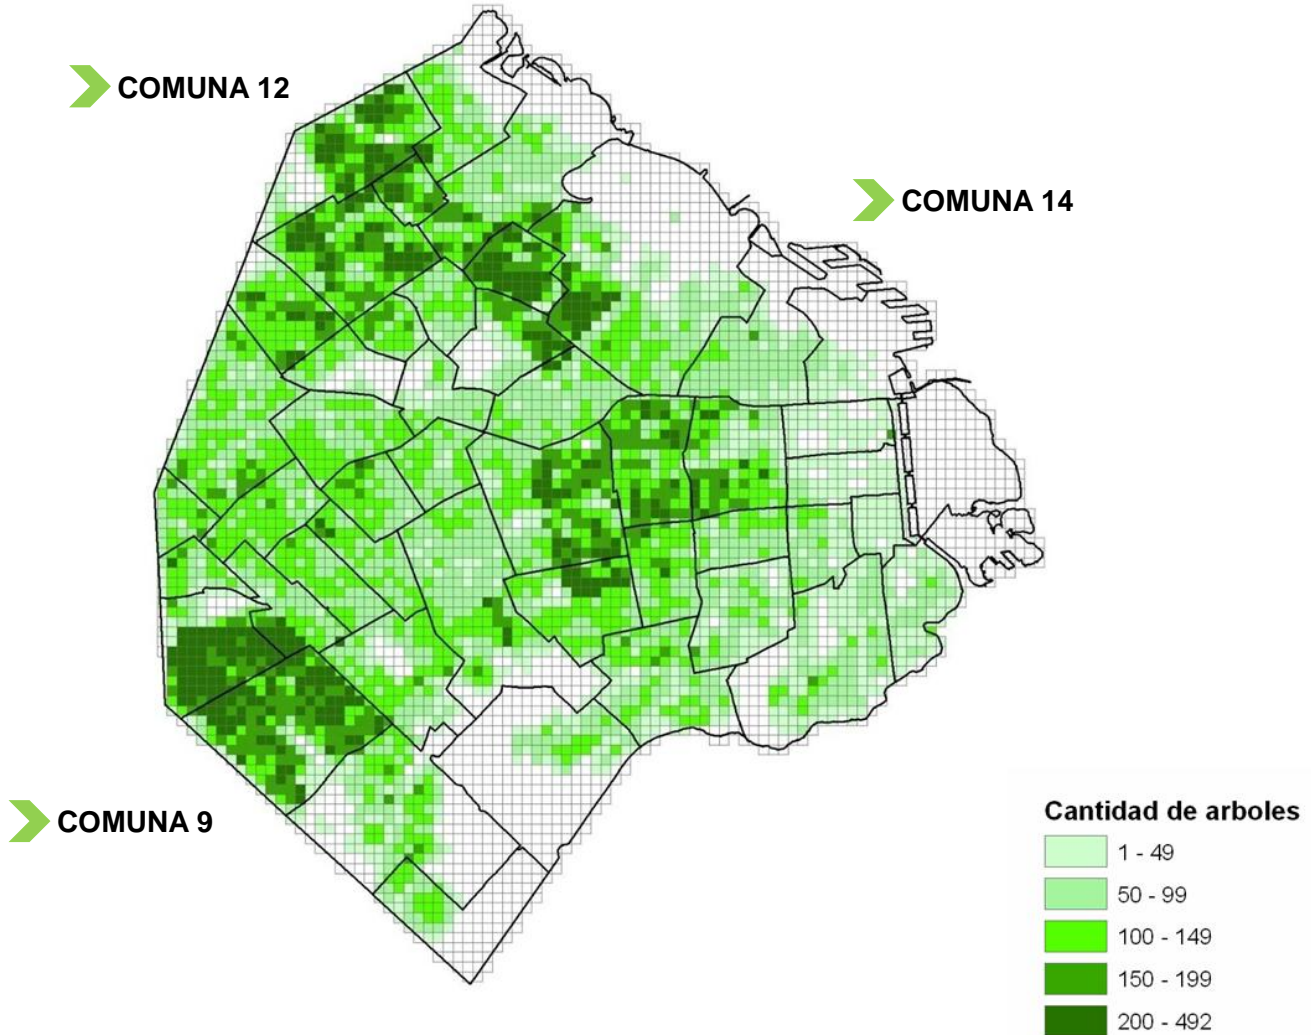 COMUNA 12
COMUNA 14
COMUNA 9
Cantidad de arboles
1 - 49
50 - 99
100 - 149
150 - 199
200 - 492